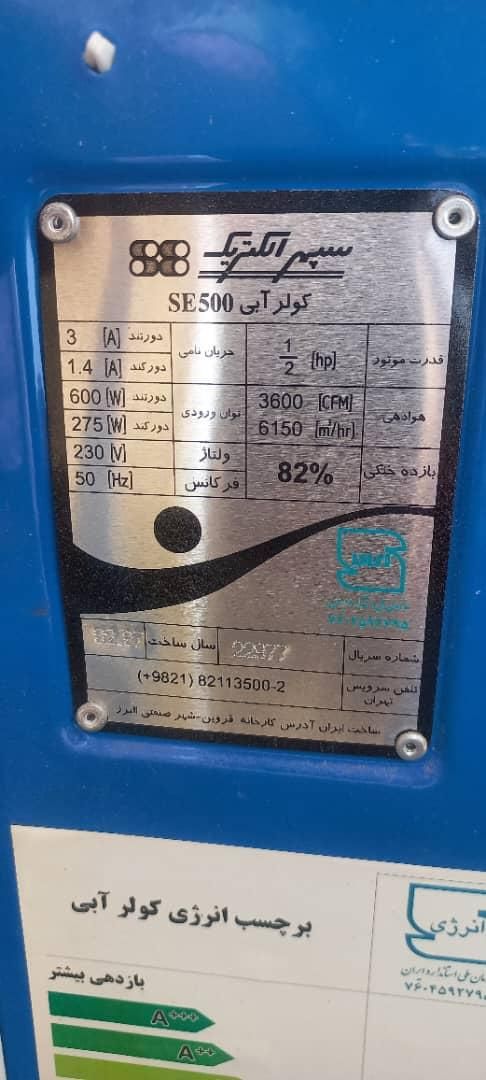 سپهر الکتریک
کولر آبی SE500
قدرت موتور 1/2 [hp] جریان نامی دور تند 3 [A]
دور کند 1.4 [A]
هوادهی 3600 [CFM] توان ورودی دور تند 600 [W]
6150 [m³/hr] دور کند 275 [W]
بازده خنکی 82% ولتاژ 230 [V]
فرکانس 50 [Hz]
شماره سریال 22977 سال ساخت
تلفن سرویس تهران (+9821) 82113500-2
ساخت ایران آدرس کارخانه قزوین-شهر صنعتی البرز
برچسب انرژی کولر آبی
انرژی
بازدهی بیشتر
A+++
A++